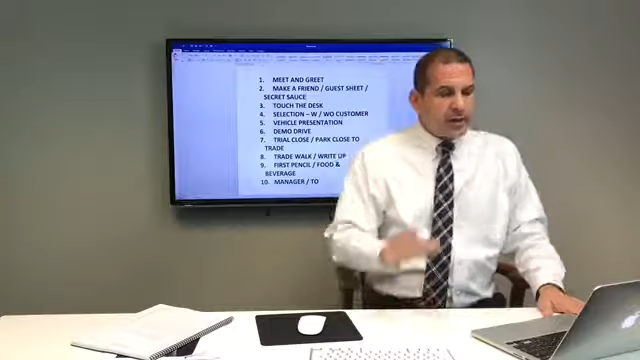 1. MEET AND GREET
2. MAKE A FRIEND / GUEST SHEET /
SECRET SAUCE
3. TOUCH THE DESK
4. SELECTION – W / WO CUSTOMER
5. VEHICLE PRESENTATION
6. DEMO DRIVE
7. TRIAL CLOSE / PARK CLOSE TO
TRADE
8. TRADE WALK / WRITE UP
9. FIRST PENCIL / FOOD &
BEVERAGE
10. MANAGER / TO